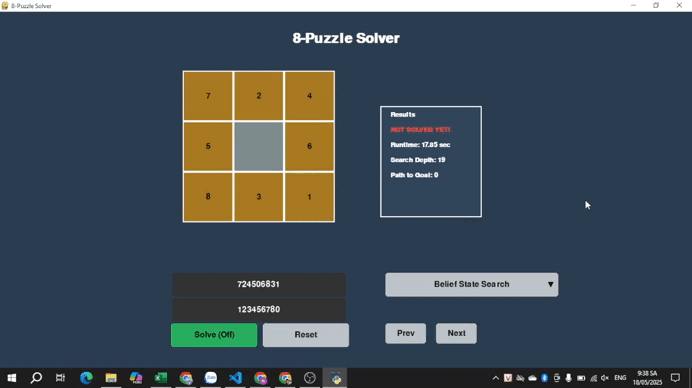 8-Puzzle Solver
8-Puzzle Solver
7 2 4
5 6
8 3 1
Results
NOT SOLVED YET!
Runtime: 17.85 sec
Search Depth: 19
Path to Goal: 0
724506831
Belief State Search ▼
123456780
Solve (Off) Reset Prev Next
ENG
9:38 SA
18/05/2025